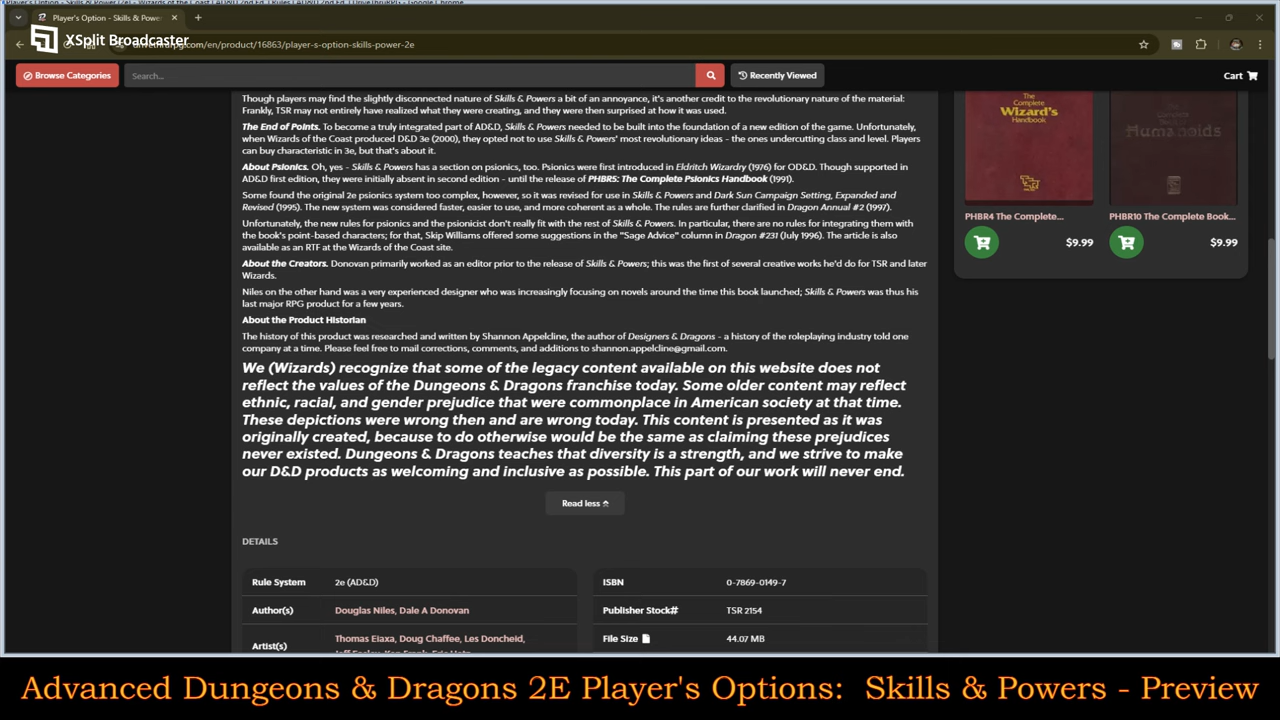 Player's Option - Skills & Powe
XSplit Broadcaster
.com/en/product/16863/player-s-option-skills-power-2e
Browse Categories
Search...
Recently Viewed
Cart
Though players may find the slightly disconnected nature of Skills & Powers a bit of an annoyance, it's another credit to the revolutionary nature of the material:
Frankly, TSR may not entirely have realized what they were creating, and they were then surprised at how it was used.
The End of Points. To become a truly integrated part of AD&D, Skills & Powers needed to be built into the foundation of a new edition of the game. Unfortunately,
when Wizards of the Coast produced D&D 3e (2000), they opted not to use Skills & Powers' most revolutionary ideas - the ones undercutting class and level. Players
can buy characteristic in 3e, but that's about it.
About Psionics. Oh, yes - Skills & Powers has a section on psionics, too. Psionics were first introduced in Eldritch Wizardry (1976) for OD&D. Though supported in
AD&D first edition, they were initially absent in second edition - until the release of PHBR5: The Complete Psionics Handbook (1991).
Some found the original 2e psionics system too complex, however, so it was revised for use in Skills & Powers and Dark Sun Campaign Setting, Expanded and
Revised (1995). The new system was considered faster, easier to use, and more coherent as a whole. The rules are further clarified in Dragon Annual #2 (1997).
Unfortunately, the new rules for psionics and the psionicist don't really fit with the rest of Skills & Powers. In particular, there are no rules for integrating them with
the book's point-based characters; for that, Skip Williams offered some suggestions in the "Sage Advice" column in Dragon #231 (July 1996). The article is also
available as an RTF at the Wizards of the Coast site.
About the Creators. Donovan primarily worked as an editor prior to the release of Skills & Powers; this was the first of several creative works he'd do for TSR and later
Wizards.
Niles on the other hand was a very experienced designer who was increasingly focusing on novels around the time this book launched; Skills & Powers was thus his
last major RPG product for a few years.
About the Product Historian
The history of this product was researched and written by Shannon Appelcline, the author of Designers & Dragons - a history of the roleplaying industry told one
company at a time. Please feel free to mail corrections, comments, and additions to shannon.appelcline@gmail.com.
We (Wizards) recognize that some of the legacy content available on this website does not
reflect the values of the Dungeons & Dragons franchise today. Some older content may reflect
ethnic, racial, and gender prejudice that were commonplace in American society at that time.
These depictions were wrong then and are wrong today. This content is presented as it was
originally created, because to do otherwise would be the same as claiming these prejudices
never existed. Dungeons & Dragons teaches that diversity is a strength, and we strive to make
our D&D products as welcoming and inclusive as possible. This part of our work will never end.
Read less
The
Complete
Wizard's
Handbook
Humanoids
PHBR4 The Complete...
PHBR10 The Complete Book...
$9.99
$9.99
DETAILS
Rule System 2e (AD&D)
Author(s) Douglas Niles, Dale A Donovan
Artist(s) Thomas Eiaxa, Doug Chaffee, Les Doncheid,
ISBN 0-7869-0149-7
Publisher Stock# TSR 2154
File Size 44.07 MB
Advanced Dungeons & Dragons 2E Player's Options: Skills & Powers - Preview